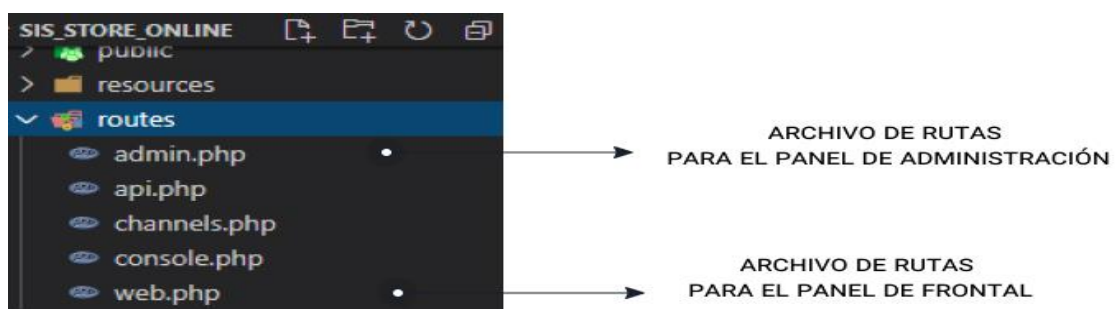 SIS_STORE_ONLINE
public
resources
routes
admin.php
api.php
channels.php
console.php
web.php
ARCHIVO DE RUTAS
PARA EL PANEL DE ADMINISTRACIÓN
ARCHIVO DE RUTAS
PARA EL PANEL DE FRONTAL